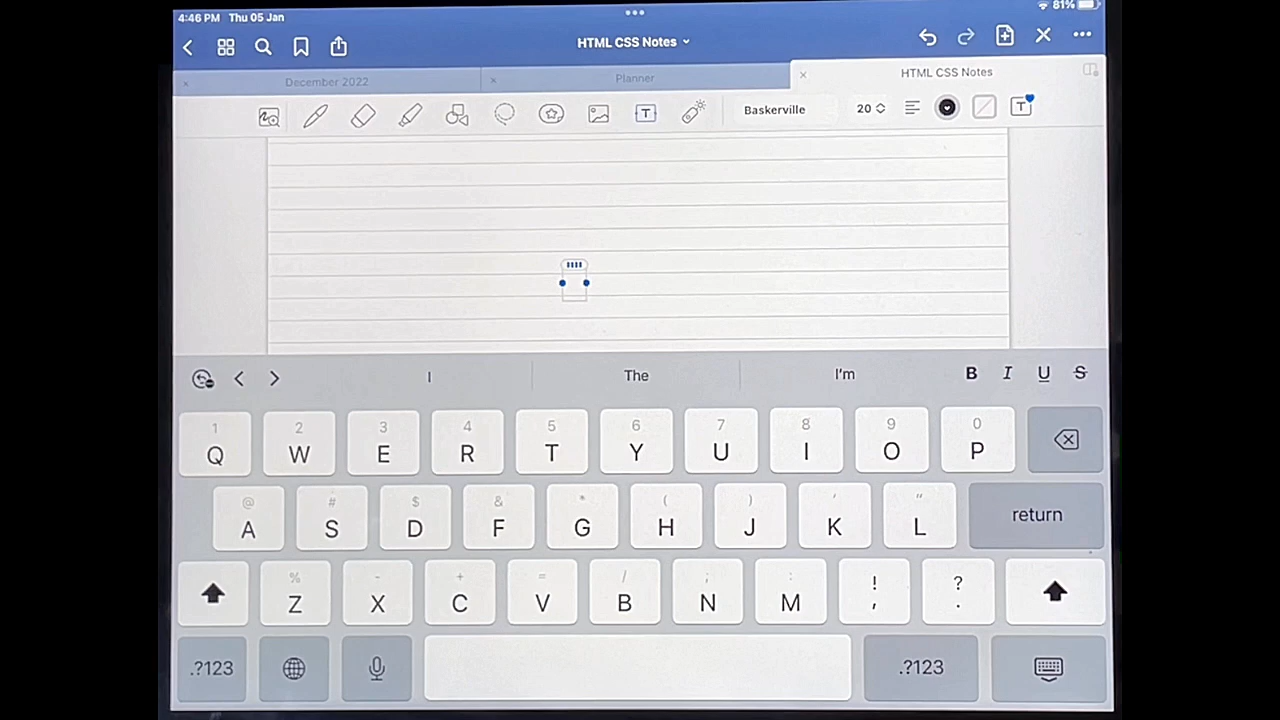 4:46 PM Thu 05 Jan
81%
HTML CSS Notes
December 2022
Planner
HTML CSS Notes
T
Baskerville
20
T
I
The
I'm
B I U S
1 2 3 4 5 6 7 8 9 0
Q W E R T Y U I O P
@ # $ & * ( ) ' "
A S D F G H J K L
return
% - + = / ; : ! ?
Z X C V B N M , .
.?123
.?123